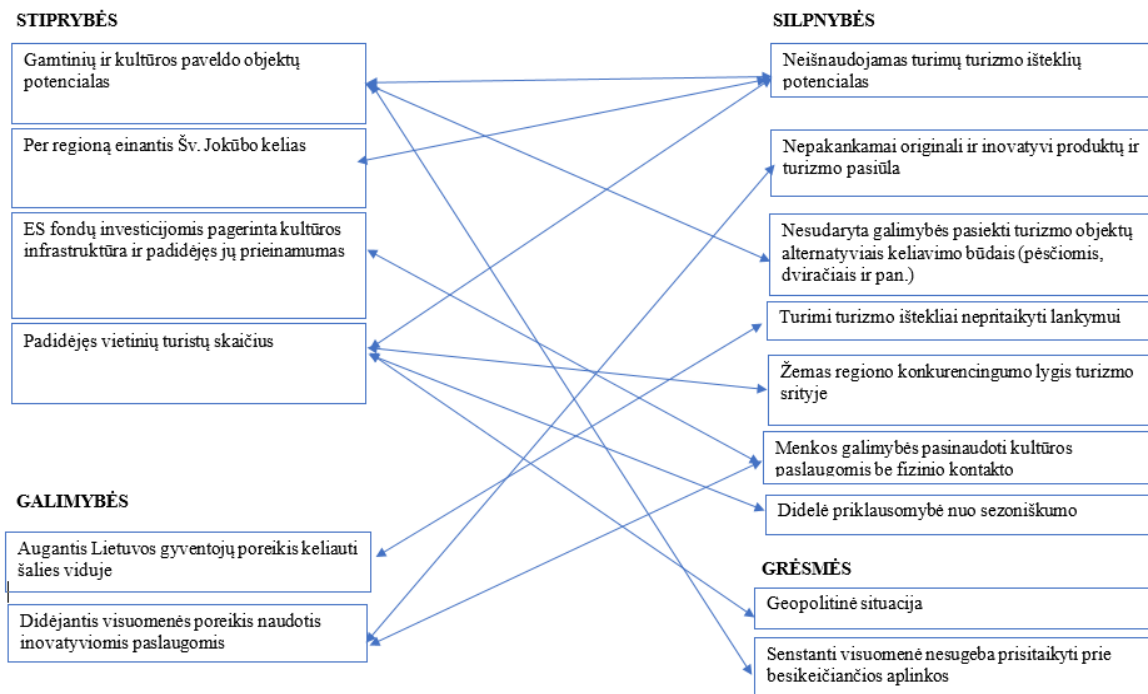 STIPRYBĖS
Gamtinių ir kultūros paveldo objektų
potencialas
Per regioną einantis Šv. Jokūbo kelias
ES fondų investicijomis pagerinta kultūros
infrastruktūra ir padidėjęs jų prieinamumas
Padidėjęs vietinių turistų skaičius
GALIMYBĖS
Augantis Lietuvos gyventojų poreikis keliauti
šalies viduje
Didėjantis visuomenės poreikis naudotis
inovatyviomis paslaugomis
SILPNYBĖS
Neišnaudojamas turimų turizmo išteklių
potencialas
Nepakankamai originali ir inovatyvi produktų ir
turizmo pasiūla
Nesudaryta galimybės pasiekti turizmo objektų
alternatyviais keliavimo būdais (pėsčiomis,
dviračiais ir pan.)
Turimi turizmo ištekliai nepritaikyti lankymui
Žemas regiono konkurencingumo lygis turizmo
srityje
Menkos galimybės pasinaudoti kultūros
paslaugomis be fizinio kontakto
Didelė priklausomybė nuo sezoniškumo
GRĖSMĖS
Geopolitinė situacija
Senstanti visuomenė nesugeba prisitaikyti prie
besikeičiančios aplinkos